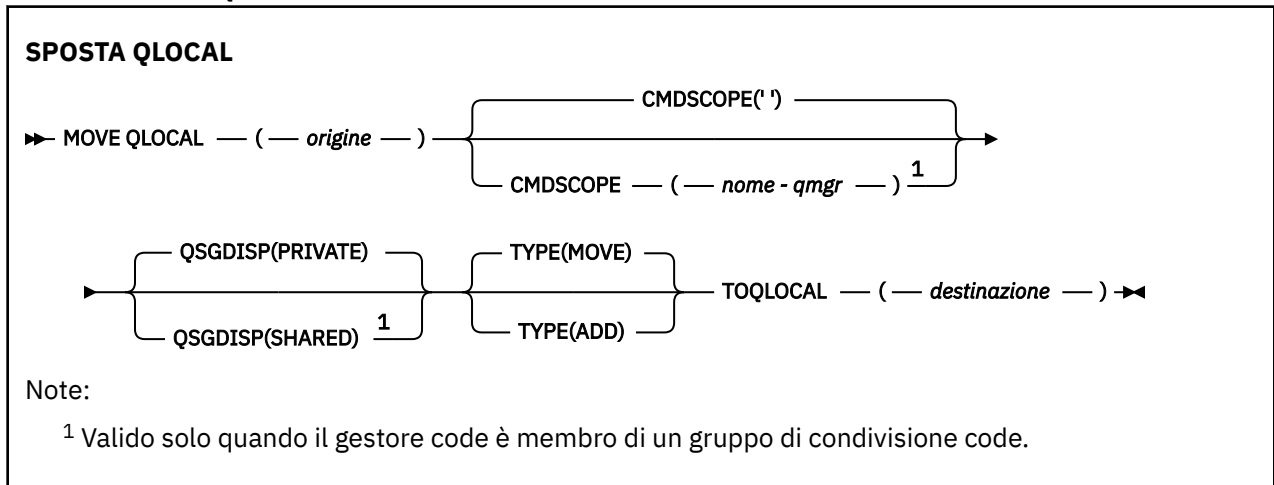 SPOSTA QLOCAL
CMDSCOPE(' ')
MOVE QLOCAL ( origine )
CMDSCOPE ( nome - qmgr ) 1
QSGDISP(PRIVATE) TYPE(MOVE)
TOQLOCAL ( destinazione )
QSGDISP(SHARED) 1 TYPE(ADD)
Note:
1 Valido solo quando il gestore code è membro di un gruppo di condivisione code.